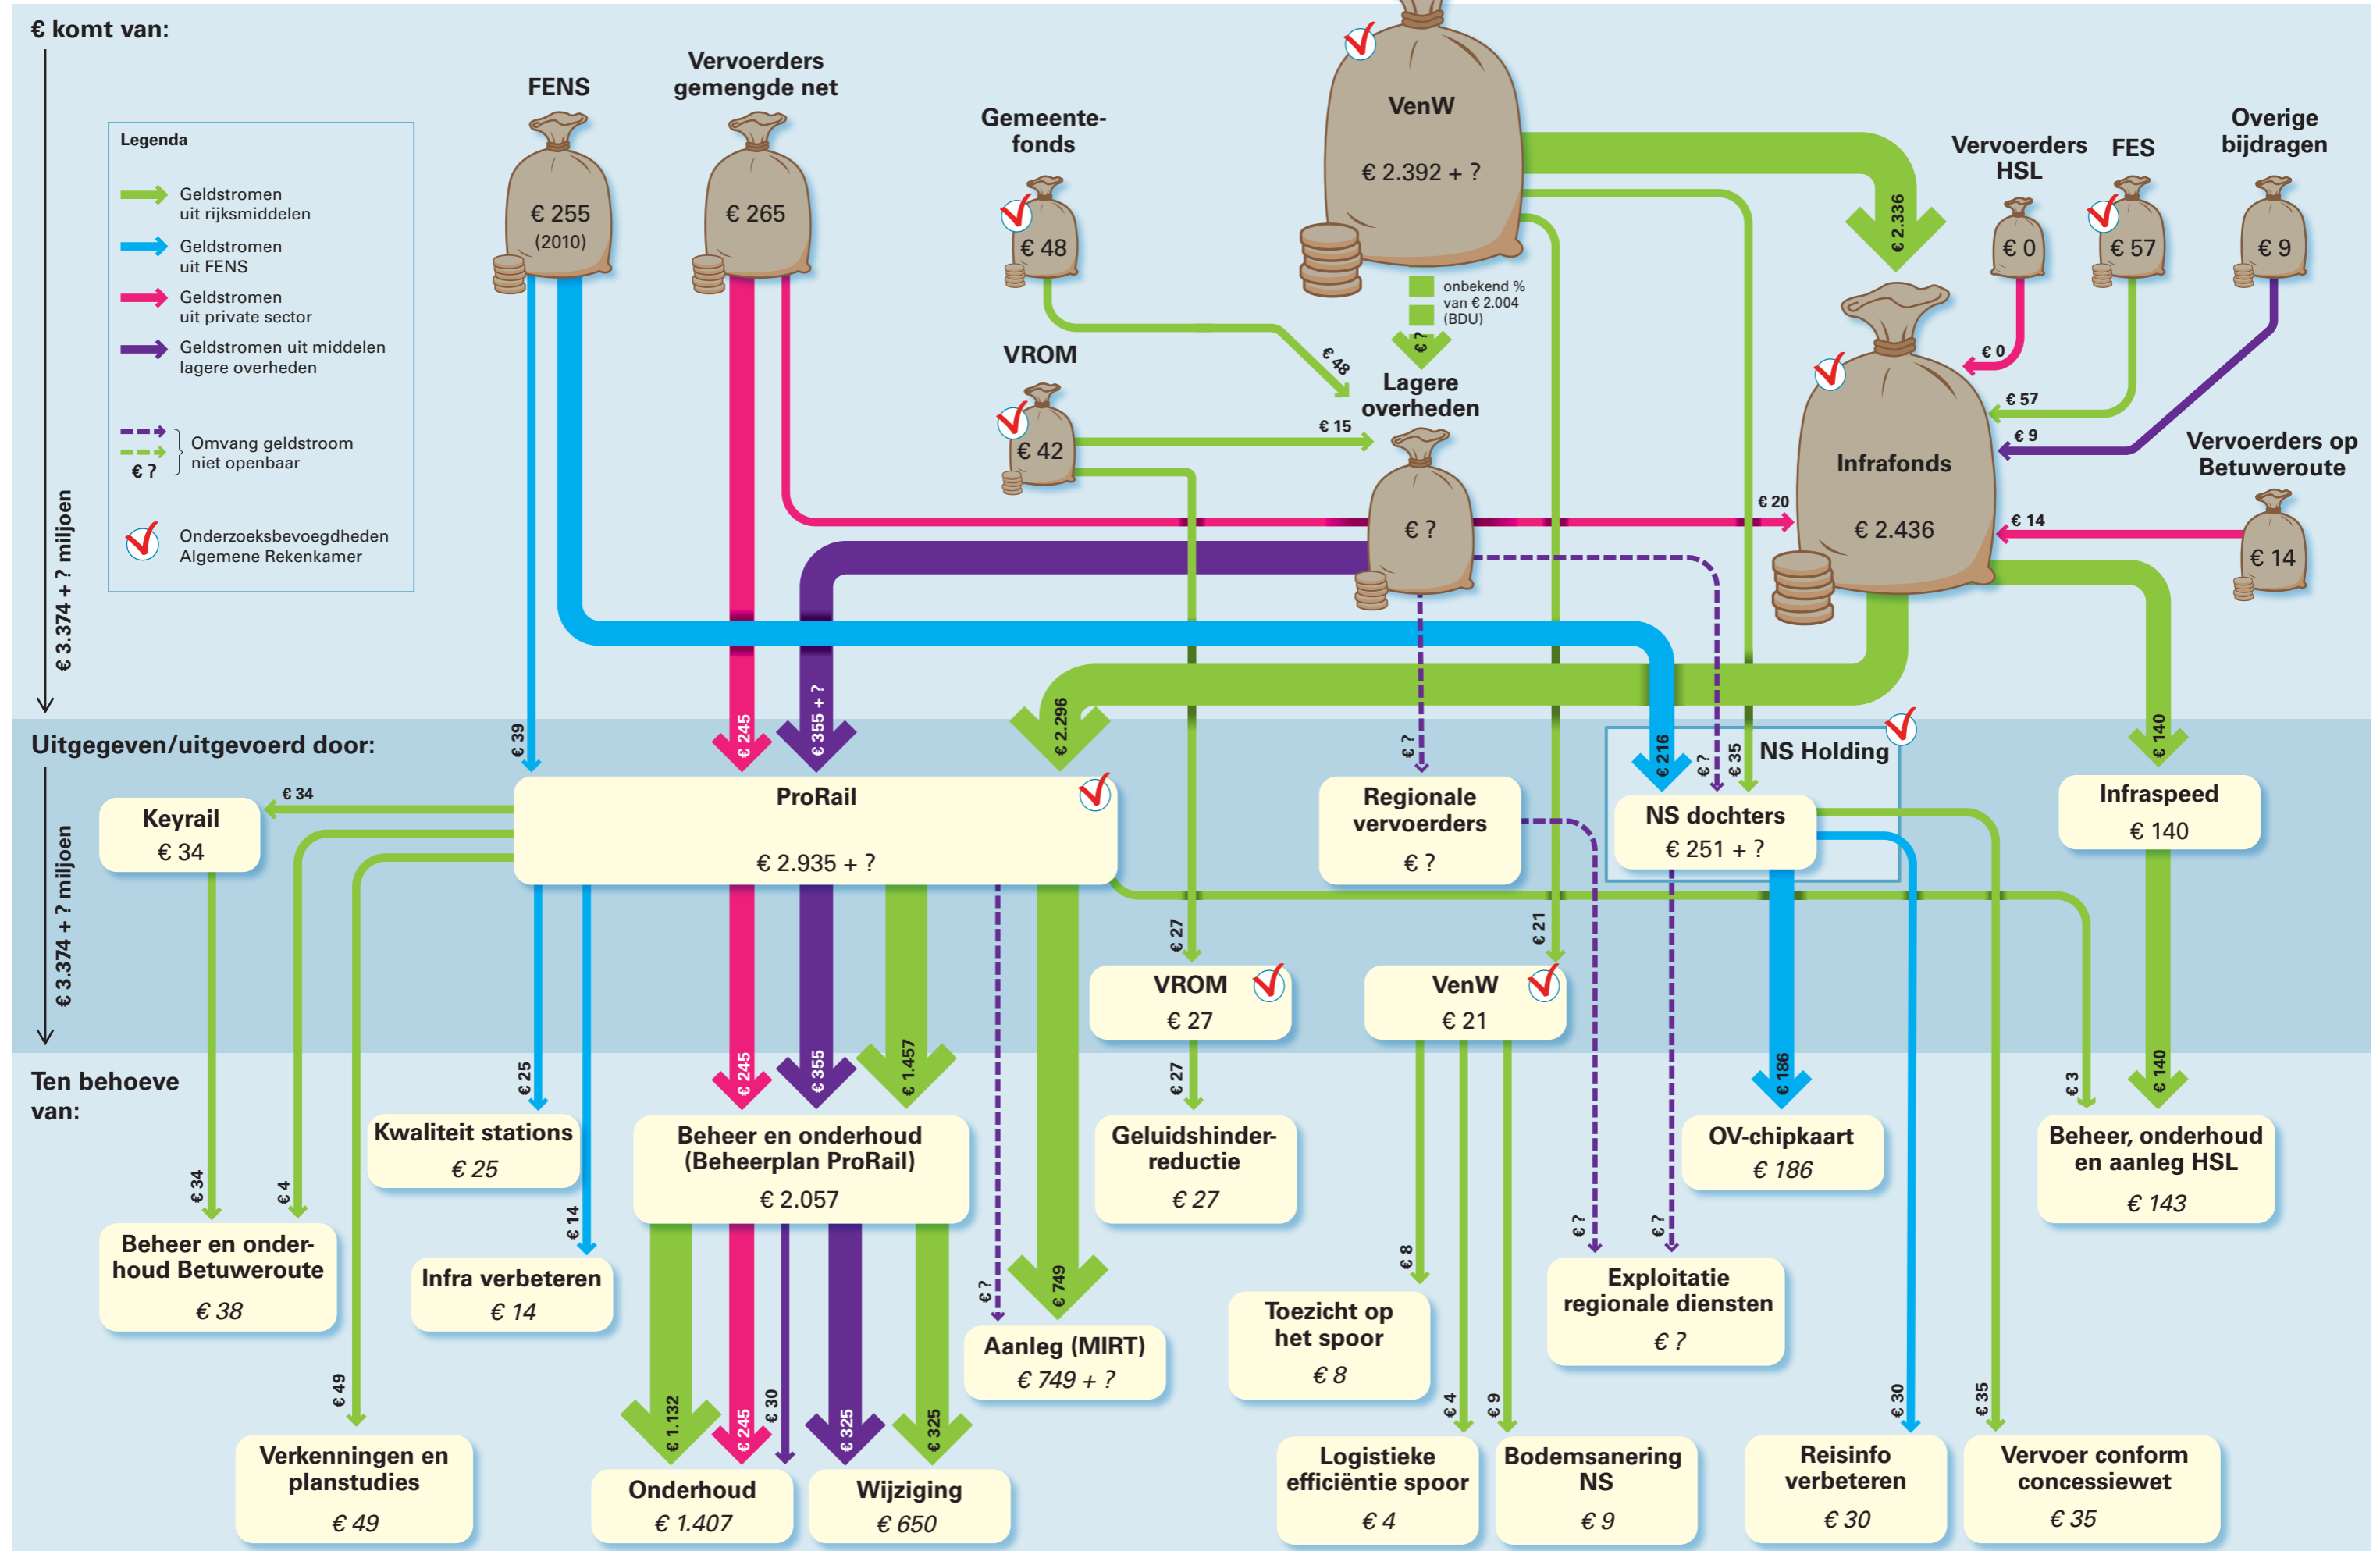 € komt van:
Legenda
Geldstromen
uit rijksmiddelen
Geldstromen
uit FENS
Geldstromen
uit private sector
Geldstromen uit middelen
lagere overheden
€ ?
Omvang geldstroom
niet openbaar
Onderzoeksbevoegdheden
Algemene Rekenkamer
€ 3.374 + ? miljoen
FENS
€ 255
(2010)
Vervoerders
gemengde net
€ 265
Gemeente-
fonds
€ 48
€ 48
VROM
€ 42
€ 15
VenW
€ 2.392 + ?
onbekend %
van € 2.004
(BDU)
€ ?
Lagere
overheden
€ ?
€ 2.336
Vervoerders
HSL
€ 0
€ 0
FES
€ 57
€ 57
Overige
bijdragen
€ 9
€ 9
Infrafonds
€ 2.436
€ 20
Vervoerders op
Betuweroute
€ 14
€ 14
€ 39
€ 245
€ 355 + ?
€ 2.296
€ ?
€ 216
€ ?
€ 35
€ 140
Uitgegeven/uitgevoerd door:
€ 3.374 + ? miljoen
Keyrail
€ 34
€ 34
ProRail
€ 2.935 + ?
Regionale
vervoerders
€ ?
NS Holding
NS dochters
€ 251 + ?
Infraspeed
€ 140
€ 27
VROM
€ 27
€ 21
VenW
€ 21
Ten behoeve
van:
€ 34
€ 4
Beheer en onder-
houd Betuweroute
€ 38
€ 49
Verkenningen en
planstudies
€ 49
€ 25
Kwaliteit stations
€ 25
€ 14
Infra verbeteren
€ 14
€ 245
€ 355
€ 1.457
Beheer en onderhoud
(Beheerplan ProRail)
€ 2.057
€ 1.132
€ 245
€ 30
€ 325
€ 325
Onderhoud
€ 1.407
Wijziging
€ 650
€ ?
€ 749
Aanleg (MIRT)
€ 749 + ?
€ 27
Geluidshinder-
reductie
€ 27
€ 8
Toezicht op
het spoor
€ 8
€ 4
Logistieke
efficiëntie spoor
€ 4
€ 9
Bodemsanering
NS
€ 9
€ ?
€ ?
Exploitatie
regionale diensten
€ ?
€ 186
OV-chipkaart
€ 186
€ 30
Reisinfo
verbeteren
€ 30
€ 35
Vervoer conform
concessiewet
€ 35
€ 3
€ 140
Beheer, onderhoud
en aanleg HSL
€ 143